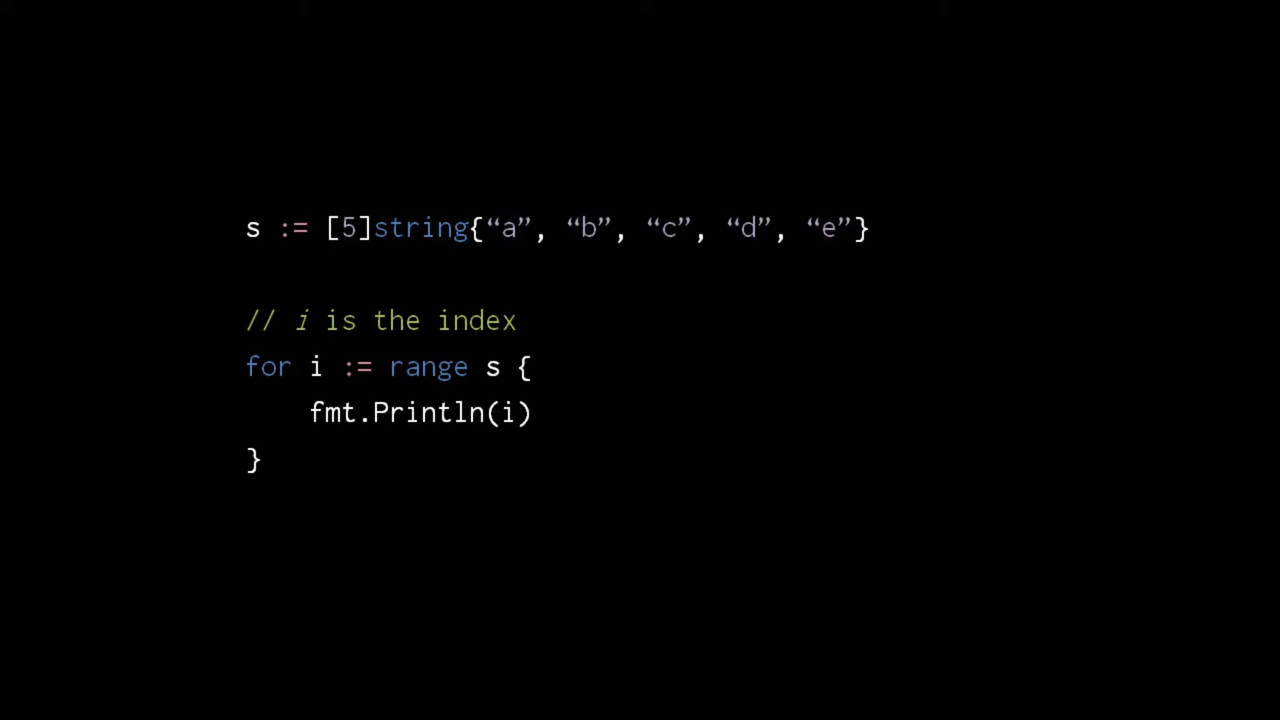 s := [5]string{“a”, “b”, “c”, “d”, “e”}
// i is the index
for i := range s {
    fmt.Println(i)
}